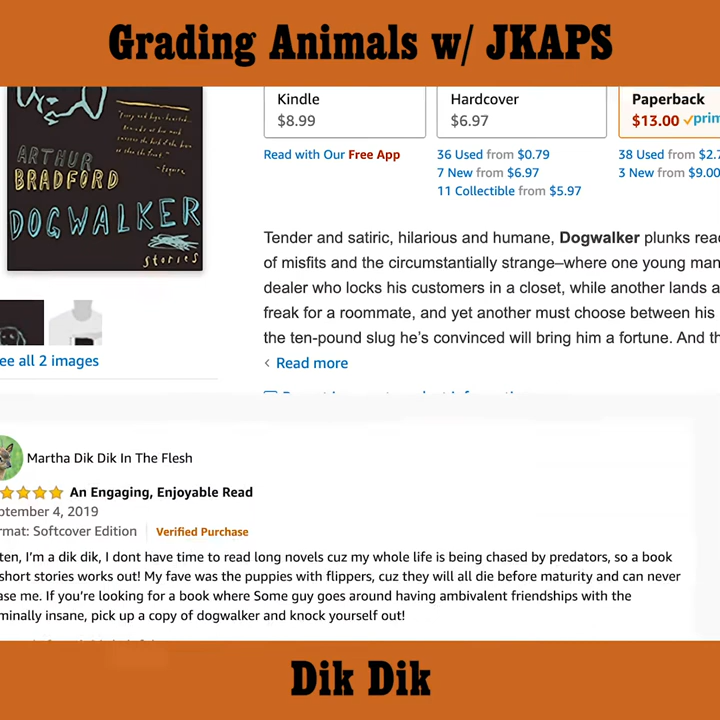 Grading Animals w/ JKAPS
Kindle
$8.99
Hardcover
$6.97
Paperback
$13.00 prim
Read with Our Free App
36 Used from $0.79
7 New from $6.97
11 Collectible from $5.97
38 Used from $2.7
3 New from $9.00
ARTHUR
BRADFORD
DOGWALKER
stories
—Esquire
ee all 2 images
Tender and satiric, hilarious and humane, Dogwalker plunks read
of misfits and the circumstantially strange–where one young man
dealer who locks his customers in a closet, while another lands a
freak for a roommate, and yet another must choose between his
the ten-pound slug he's convinced will bring him a fortune. And th
‹ Read more
Martha Dik Dik In The Flesh
An Engaging, Enjoyable Read
ptember 4, 2019
rmat: Softcover Edition | Verified Purchase
ten, I'm a dik dik, I dont have time to read long novels cuz my whole life is being chased by predators, so a book
short stories works out! My fave was the puppies with flippers, cuz they will all die before maturity and can never
ase me. If you're looking for a book where Some guy goes around having ambivalent friendships with the
minally insane, pick up a copy of dogwalker and knock yourself out!
Dik Dik